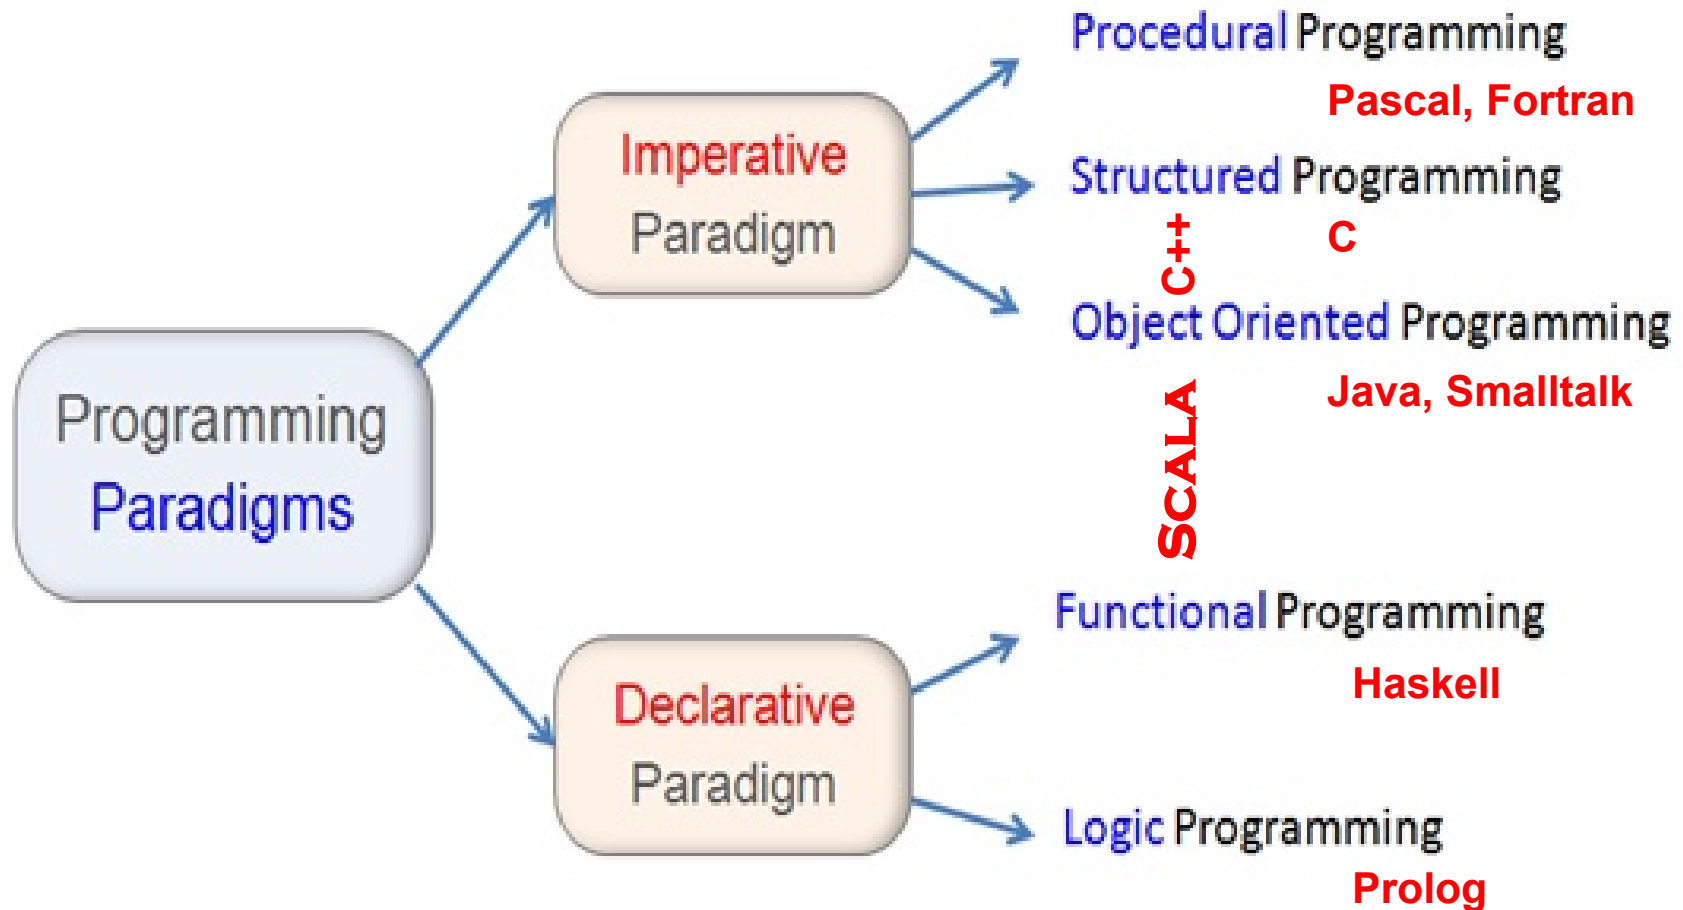 Programming
Paradigms
Imperative
Paradigm
Declarative
Paradigm
Procedural Programming
Pascal, Fortran
Structured Programming
C++
C
Object Oriented Programming
Java, Smalltalk
SCALA
Functional Programming
Haskell
Logic Programming
Prolog